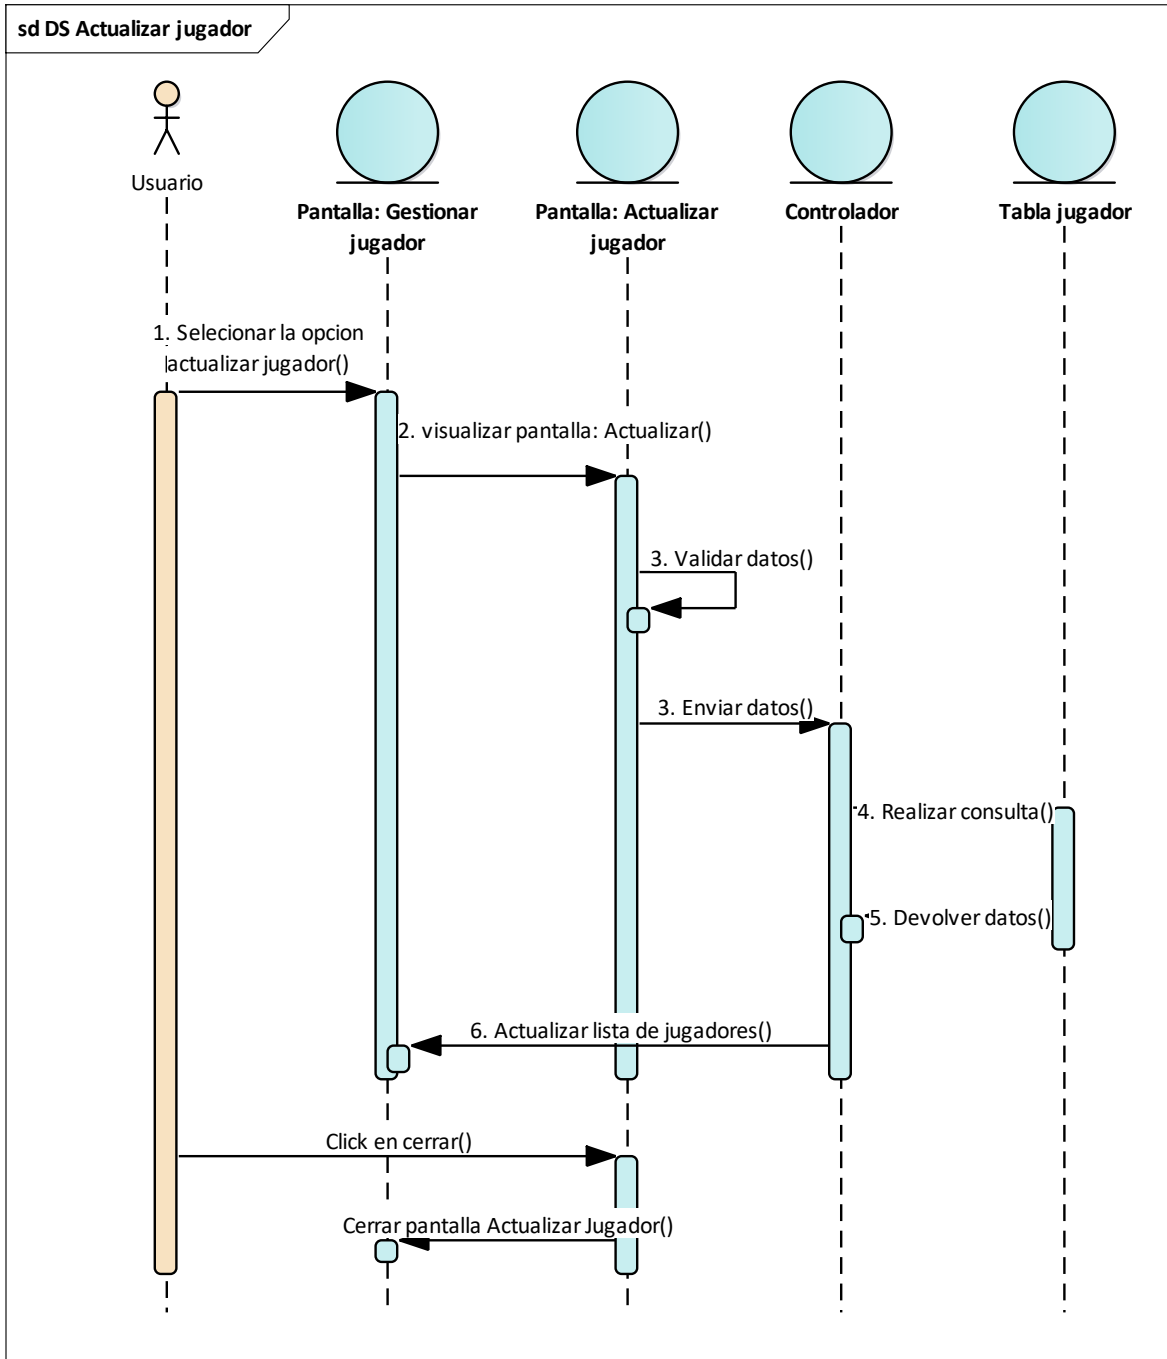 sd DS Actualizar jugador
Usuario
Pantalla: Gestionar
jugador
Pantalla: Actualizar
jugador
Controlador
Tabla jugador
1. Selecionar la opcion
actualizar jugador()
2. visualizar pantalla: Actualizar()
3. Validar datos()
3. Enviar datos()
4. Realizar consulta()
5. Devolver datos()
6. Actualizar lista de jugadores()
Click en cerrar()
Cerrar pantalla Actualizar Jugador()